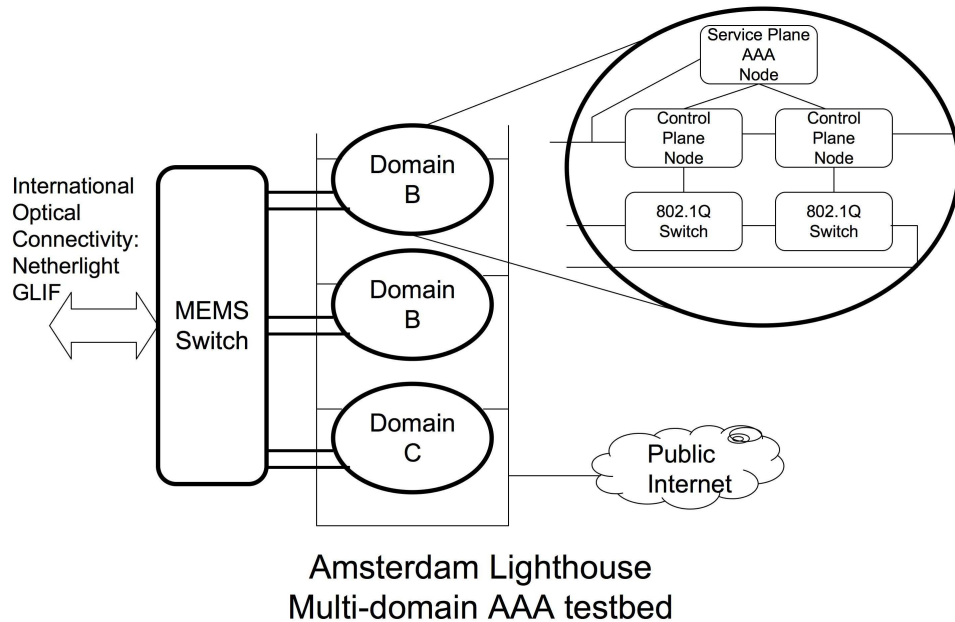 Service Plane
AAA
Node
Control
Plane
Node
Control
Plane
Node
802.1Q
Switch
802.1Q
Switch
International
Optical
Connectivity:
Netherlight
GLIF
MEMS
Switch
Domain
B
Domain
B
Domain
C
Public
Internet
Amsterdam Lighthouse
Multi-domain AAA testbed